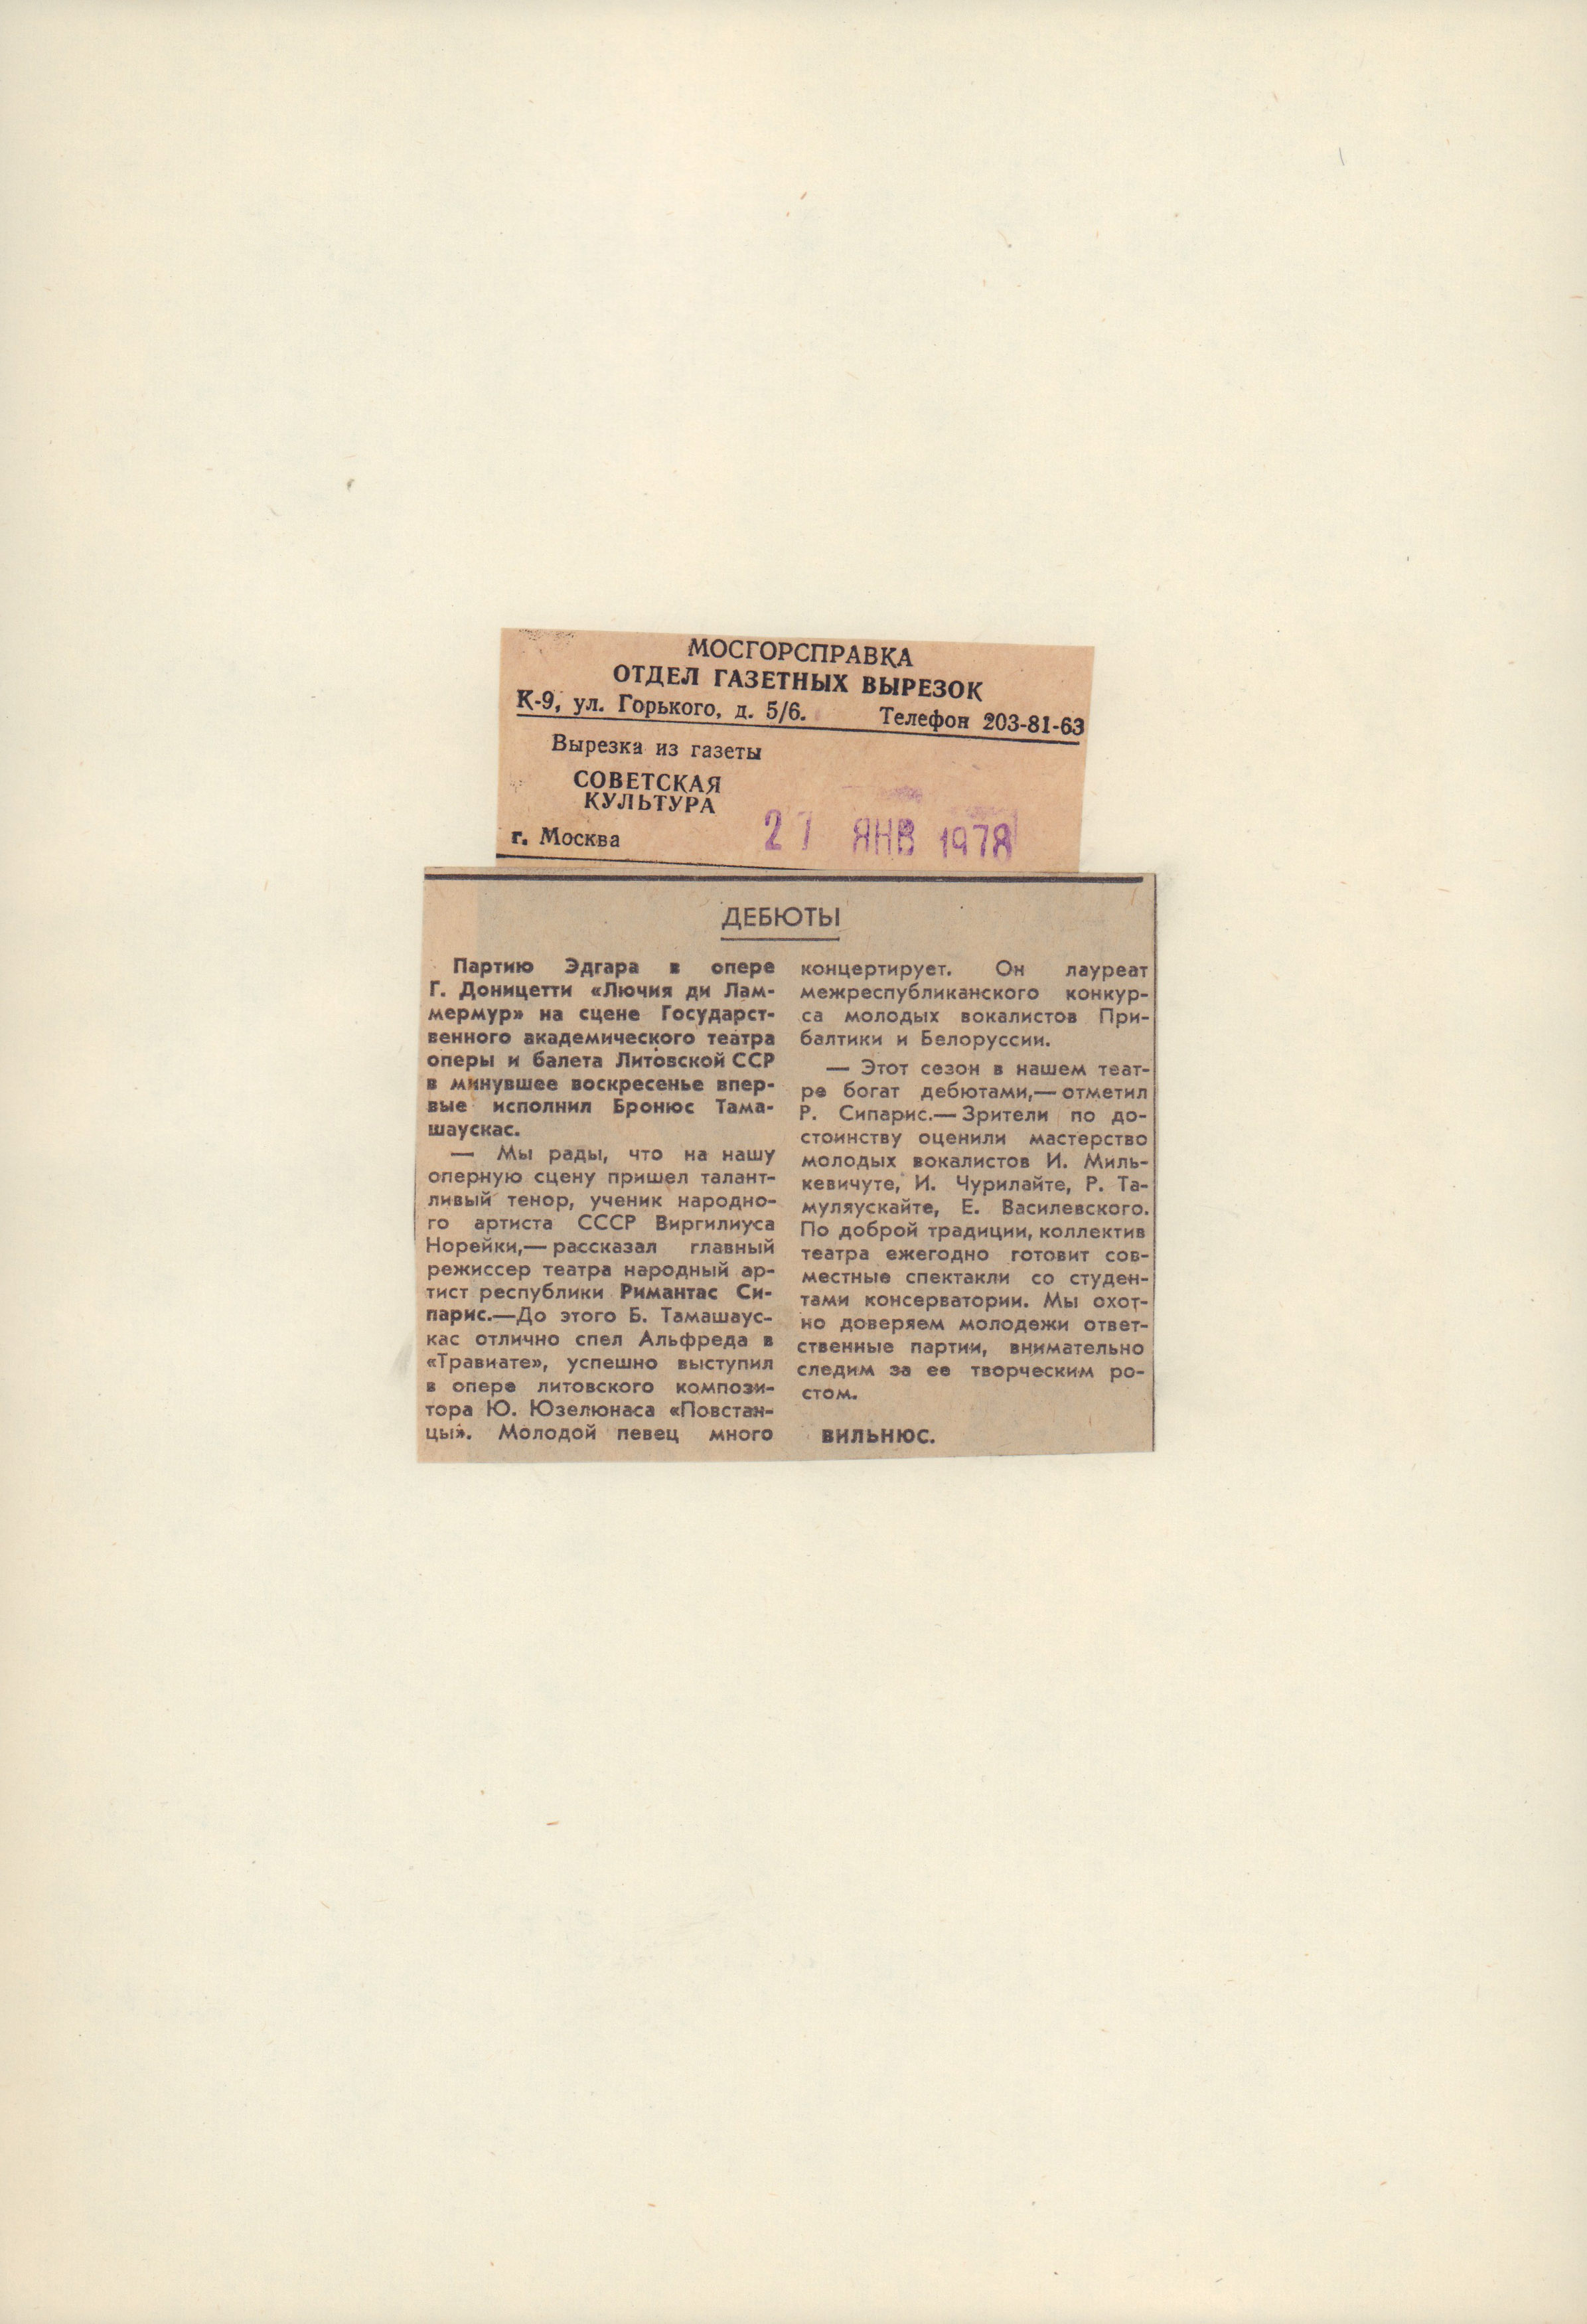 МОСГОРСПРАВКА
ОТДЕЛ ГАЗЕТНЫХ ВЫРЕЗОК
К-9, ул. Горького, д. 5/6. Телефон 203-81-63
Вырезка из газеты
СОВЕТСКАЯ
КУЛЬТУРА
г. Москва
27 ЯНВ 1978
ДЕБЮТЫ
Партию Эдгара в опере
Г. Доницетти «Лючия ди Лам-
мермур» на сцене Государст-
венного академического театра
оперы и балета Литовской ССР
в минувшее воскресенье впер-
вые исполнил Бронюс Тама-
шаускас.
— Мы рады, что на нашу
оперную сцену пришел талант-
ливый тенор, ученик народно-
го артиста СССР Виргилиуса
Норейки,— рассказал главный
режиссер театра народный ар-
тист республики Римантас Си-
парис.—До этого Б. Тамашаус-
кас отлично спел Альфреда в
«Травиате», успешно выступил
в опере литовского компози-
тора Ю. Юзелюнаса «Повстан-
цы». Молодой певец много
концертирует. Он лауреат
межреспубликанского конкур-
са молодых вокалистов При-
балтики и Белоруссии.
— Этот сезон в нашем теат-
ре богат дебютами,— отметил
Р. Сипарис.— Зрители по до-
стоинству оценили мастерство
молодых вокалистов И. Миль-
кевичуте, И. Чурилайте, Р. Та-
муляускайте, Е. Василевского.
По доброй традиции, коллектив
театра ежегодно готовит сов-
местные спектакли со студен-
тами консерватории. Мы охот-
но доверяем молодежи ответ-
ственные партии, внимательно
следим за ее творческим ро-
стом.
ВИЛЬНЮС.